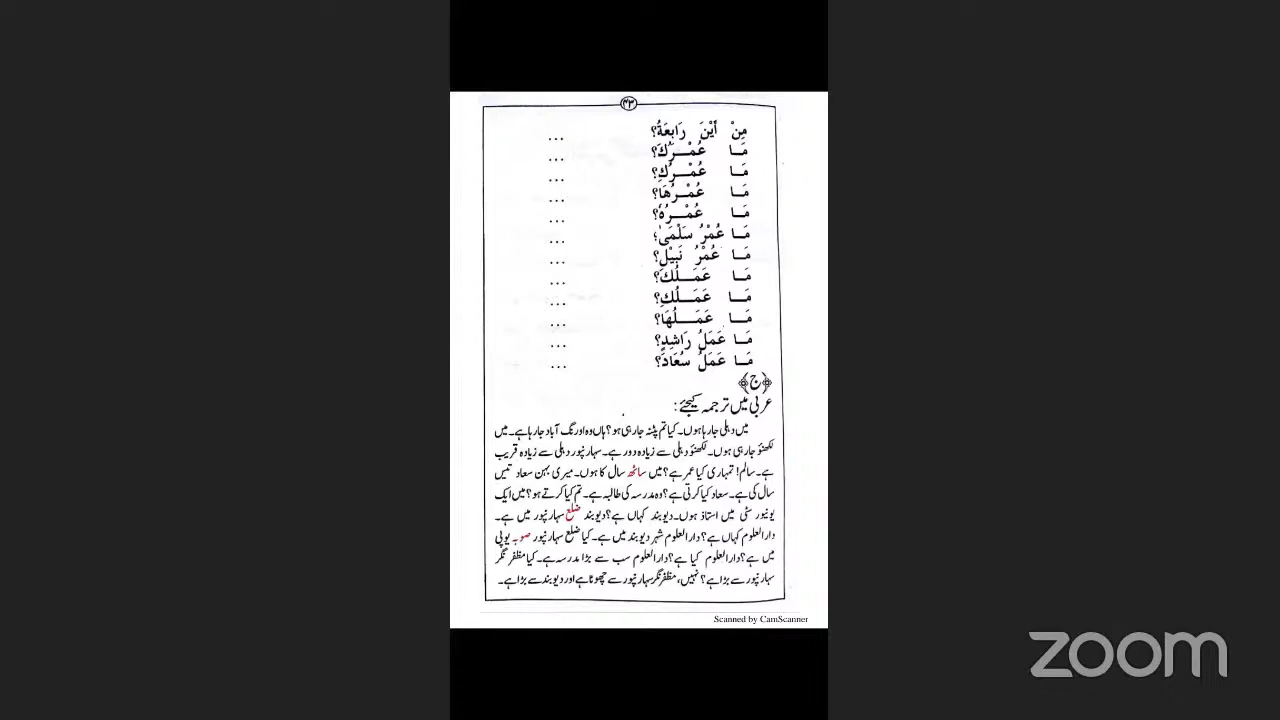 ۴۳
مِنْ أَيْنَ رَابِعَةُ؟ ...
مَا عُمْرُكَ؟ ...
مَا عُمْرُكِ؟ ...
مَا عُمْرُهَا؟ ...
مَا عُمْرُهُ؟ ...
مَا عُمْرُ سَلْمَىٰ؟ ...
مَا عُمْرُ نَبِيْلٍ؟ ...
مَا عَمَلُكَ؟ ...
مَا عَمَلُكِ؟ ...
مَا عَمَلُهَا؟ ...
مَا عَمَلُ رَاشِدٍ؟ ...
مَا عَمَلُ سُعَادَ؟ ...
﴿ج﴾
عربی میں ترجمہ کیجئے:
میں دہلی جا رہا ہوں۔ کیا تم پٹنہ جا رہی ہو؟ ہاں وہ اورنگ آباد جا رہا ہے۔ میں
لکھنؤ جا رہی ہوں۔ لکھنؤ دہلی سے زیادہ دور ہے۔ سہارنپور دہلی سے زیادہ قریب
ہے۔ سالم! تمہاری کیا عمر ہے؟ میں ساٹھ سال کا ہوں۔ میری بہن سعاد تیس
سال کی ہے۔ سعاد کیا کرتی ہے؟ وہ مدرسہ کی طالبہ ہے۔ تم کیا کرتے ہو؟ میں ایک
یونیورسٹی میں استاذ ہوں۔ دیوبند کہاں ہے؟ دیوبند ضلع سہارنپور میں ہے۔
دارالعلوم کہاں ہے؟ دارالعلوم شہر دیوبند میں ہے۔ کیا ضلع سہارنپور صوبہ یوپی
میں ہے؟ دارالعلوم کیا ہے؟ دارالعلوم سب سے بڑا مدرسہ ہے۔ کیا مظفر نگر
سہارنپور سے بڑا ہے؟ نہیں، مظفر نگر سہارنپور سے چھوٹا ہے اور دیوبند سے بڑا ہے۔
Scanned by CamScanner
zoom